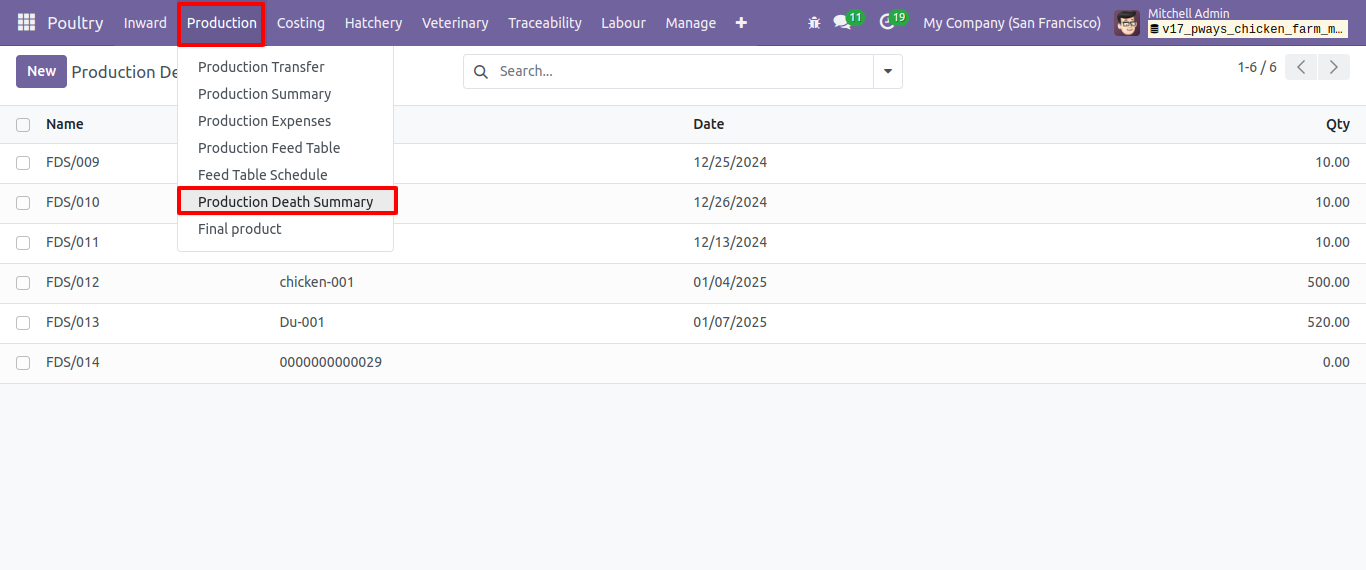 Poultry Inward Production Costing Hatchery Veterinary Traceability Labour Manage 11 19 My Company (San Francisco) Mitchell Admin
v17_pways_chicken_farm_m...
New Production De Search... 1-6 / 6
Production Transfer
Production Summary
Production Expenses
Production Feed Table
Feed Table Schedule
Production Death Summary
Final product
Name Date Qty
FDS/009 12/25/2024 10.00
FDS/010 12/26/2024 10.00
FDS/011 12/13/2024 10.00
FDS/012 chicken-001 01/04/2025 500.00
FDS/013 Du-001 01/07/2025 520.00
FDS/014 0000000000029 0.00